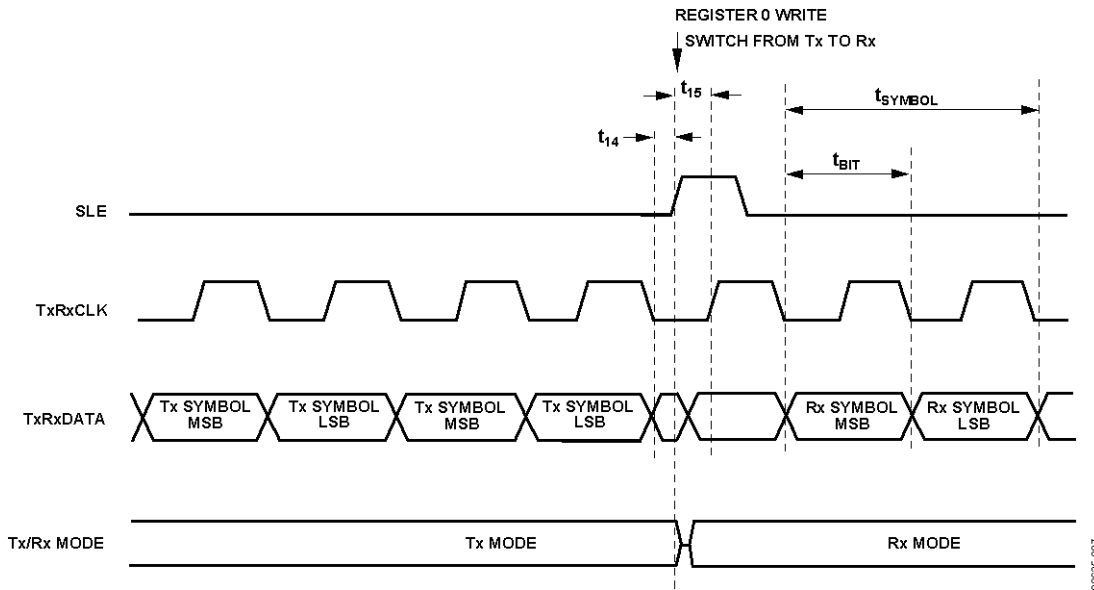 REGISTER 0 WRITE
SWITCH FROM Tx TO Rx
t15
tSYMBOL
t14
tBIT
SLE
TxRxCLK
TxRxDATA
Tx SYMBOL
MSB
Tx SYMBOL
LSB
Tx SYMBOL
MSB
Tx SYMBOL
LSB
Rx SYMBOL
MSB
Rx SYMBOL
LSB
Tx/Rx MODE
Tx MODE
Rx MODE